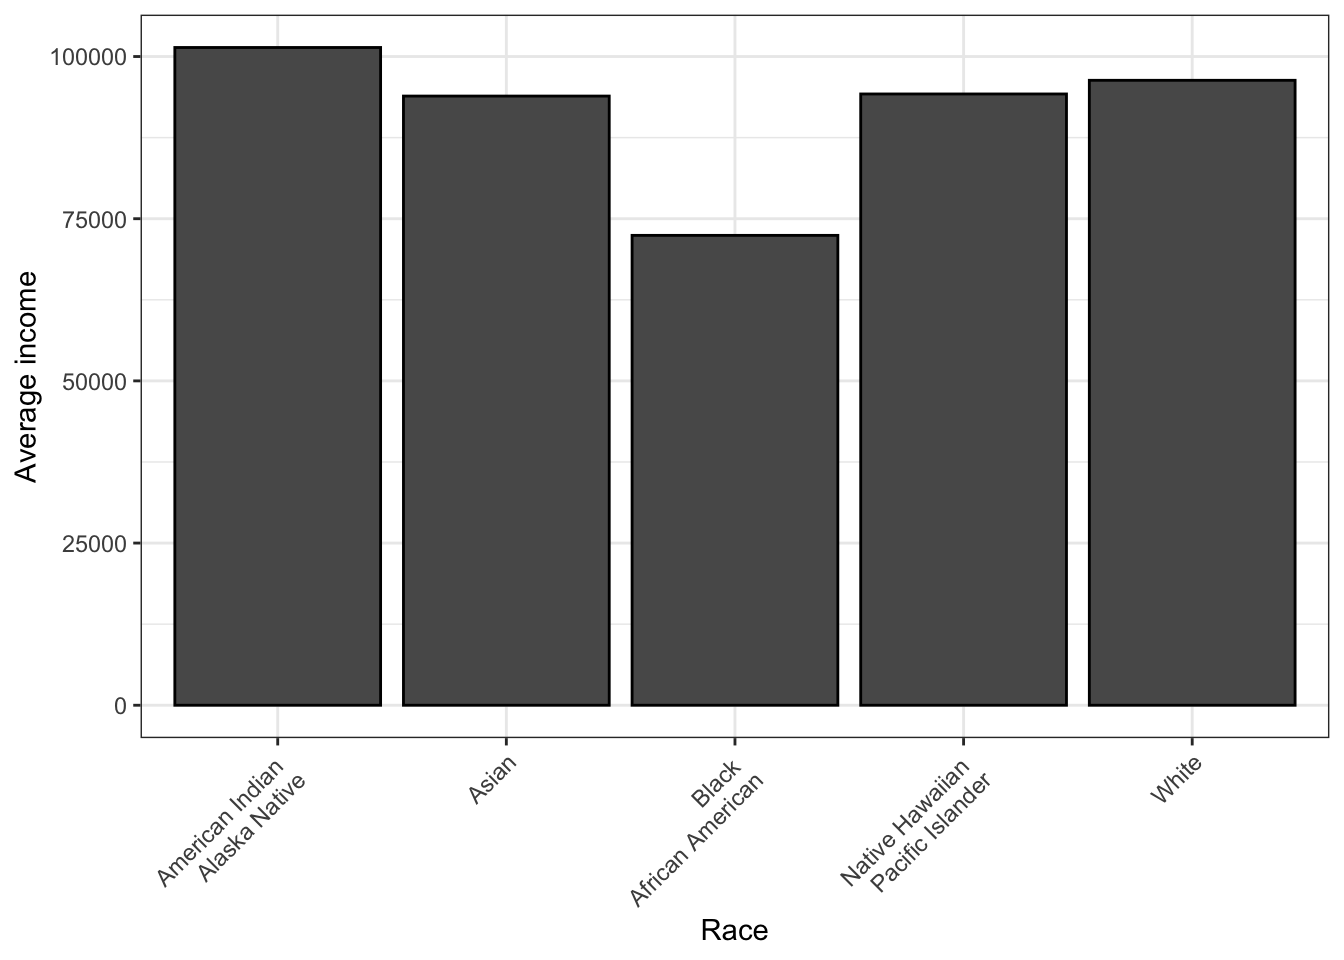 100000
75000
50000
25000
0
Average income
American Indian
Alaska Native
Asian
Black
African American
Native Hawaiian
Pacific Islander
White
Race